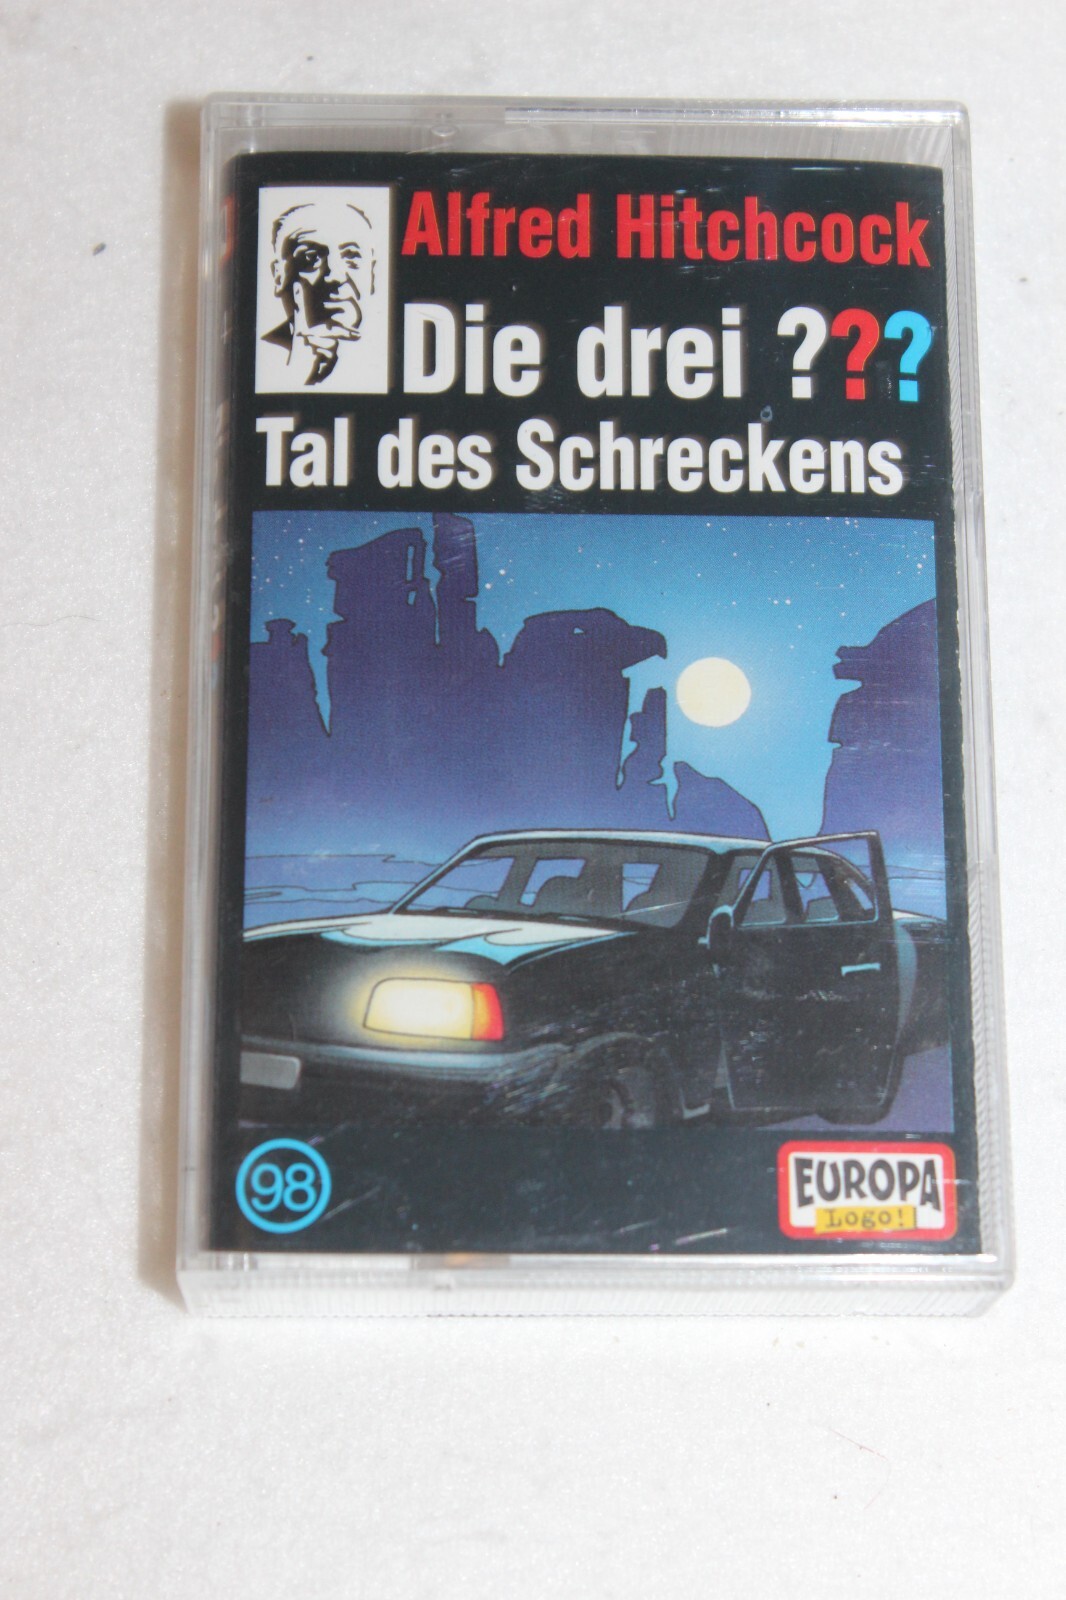 Alfred Hitchcock
Die drei ???
Tal des Schreckens
98
EUROPA
Logo!